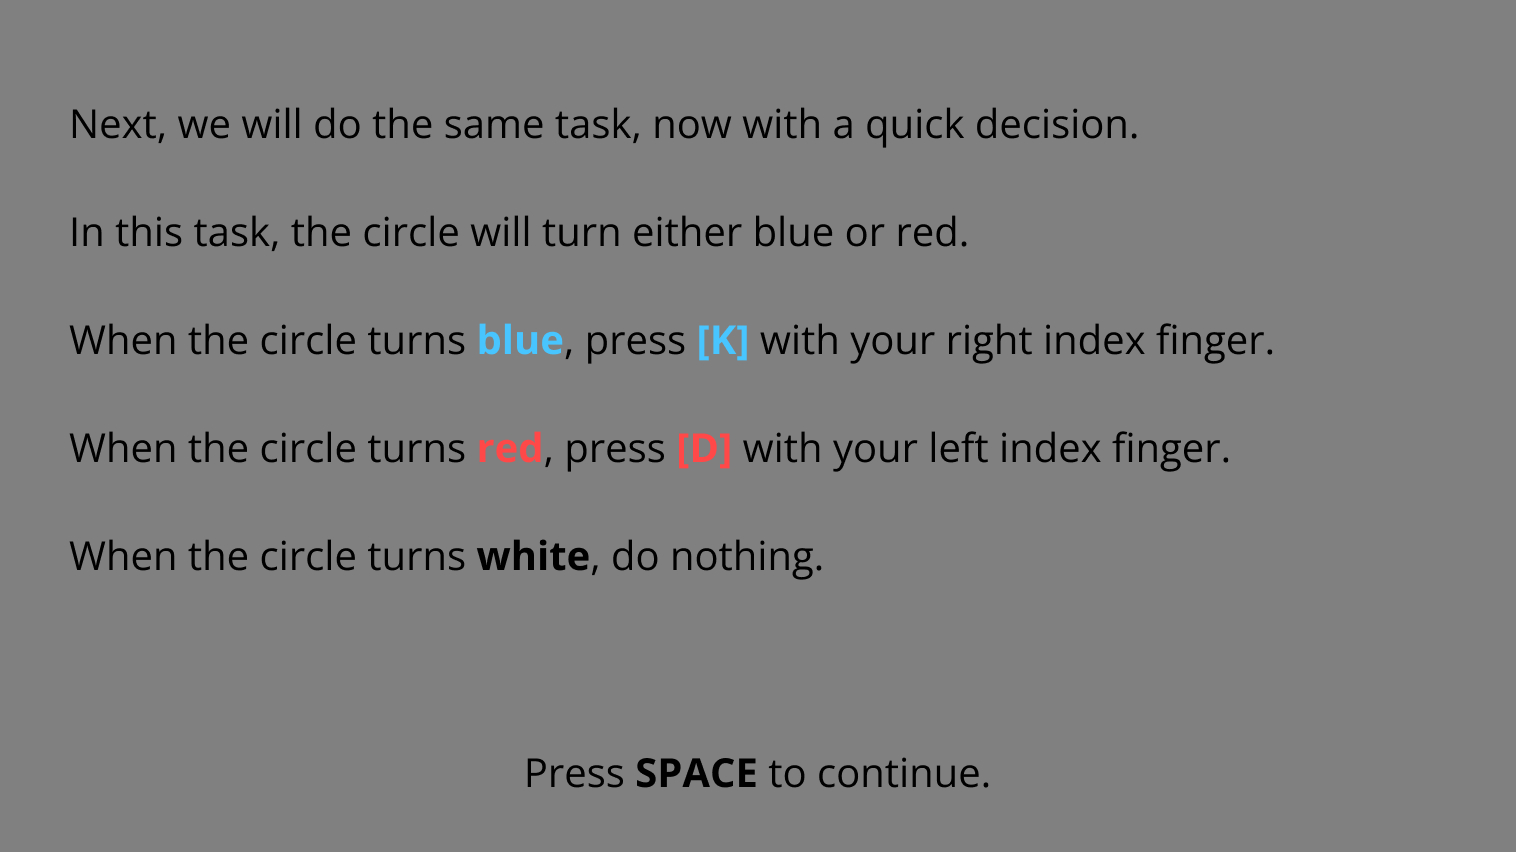 Next, we will do the same task, now with a quick decision.
In this task, the circle will turn either blue or red.
When the circle turns blue, press [K] with your right index finger.
When the circle turns red, press [D] with your left index finger.
When the circle turns white, do nothing.
Press SPACE to continue.